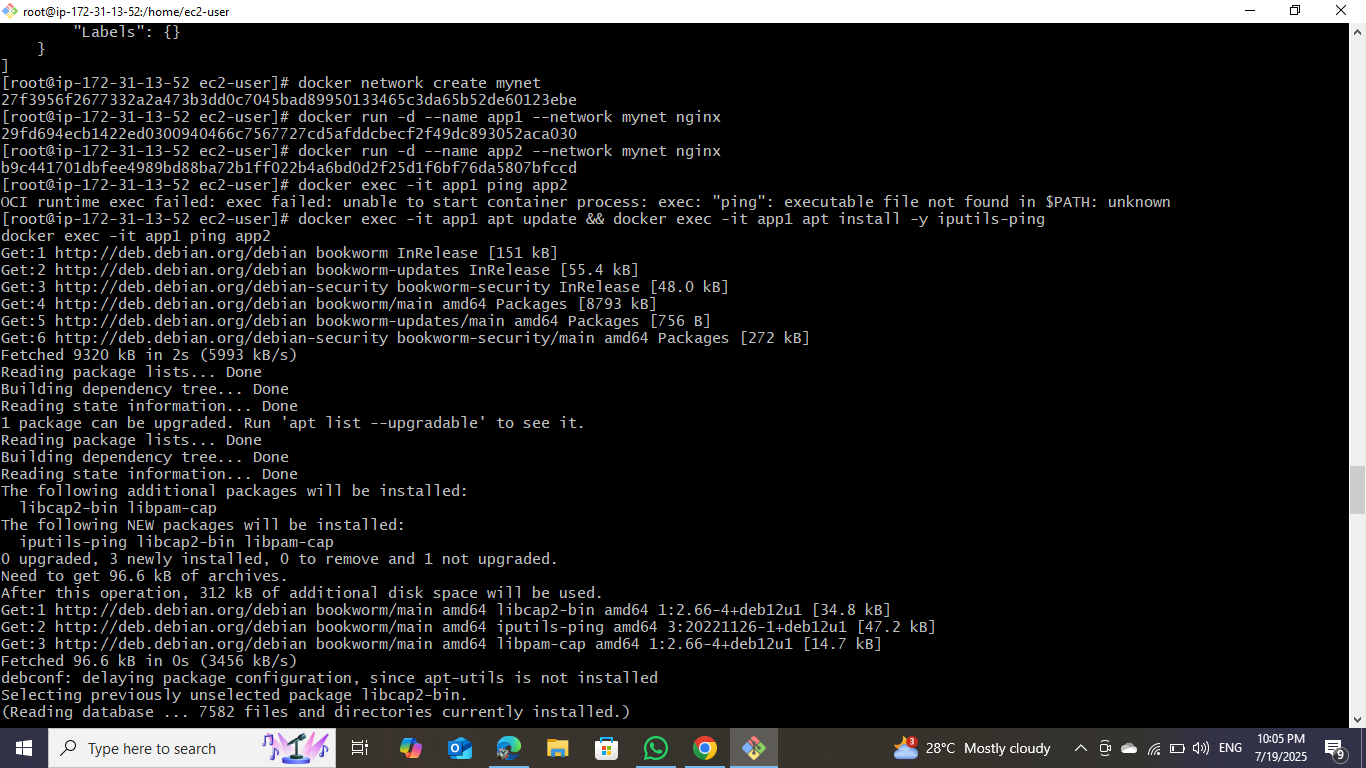 root@ip-172-31-13-52:/home/ec2-user
        "Labels": {}
    }
]
[root@ip-172-31-13-52 ec2-user]# docker network create mynet
27f3956f2677332a2a473b3dd0c7045bad89950133465c3da65b52de60123ebe
[root@ip-172-31-13-52 ec2-user]# docker run -d --name app1 --network mynet nginx
29fd694ecb1422ed0300940466c7567727cd5afddcbecf2f49dc893052aca030
[root@ip-172-31-13-52 ec2-user]# docker run -d --name app2 --network mynet nginx
b9c441701dbfee4989bd88ba72b1ff022b4a6bd0d2f25d1f6bf76da5807bfccd
[root@ip-172-31-13-52 ec2-user]# docker exec -it app1 ping app2
OCI runtime exec failed: exec failed: unable to start container process: exec: "ping": executable file not found in $PATH: unknown
[root@ip-172-31-13-52 ec2-user]# docker exec -it app1 apt update && docker exec -it app1 apt install -y iputils-ping
docker exec -it app1 ping app2
Get:1 http://deb.debian.org/debian bookworm InRelease [151 kB]
Get:2 http://deb.debian.org/debian bookworm-updates InRelease [55.4 kB]
Get:3 http://deb.debian.org/debian-security bookworm-security InRelease [48.0 kB]
Get:4 http://deb.debian.org/debian bookworm/main amd64 Packages [8793 kB]
Get:5 http://deb.debian.org/debian bookworm-updates/main amd64 Packages [756 B]
Get:6 http://deb.debian.org/debian-security bookworm-security/main amd64 Packages [272 kB]
Fetched 9320 kB in 2s (5993 kB/s)
Reading package lists... Done
Building dependency tree... Done
Reading state information... Done
1 package can be upgraded. Run 'apt list --upgradable' to see it.
Reading package lists... Done
Building dependency tree... Done
Reading state information... Done
The following additional packages will be installed:
  libcap2-bin libpam-cap
The following NEW packages will be installed:
  iputils-ping libcap2-bin libpam-cap
0 upgraded, 3 newly installed, 0 to remove and 1 not upgraded.
Need to get 96.6 kB of archives.
After this operation, 312 kB of additional disk space will be used.
Get:1 http://deb.debian.org/debian bookworm/main amd64 libcap2-bin amd64 1:2.66-4+deb12u1 [34.8 kB]
Get:2 http://deb.debian.org/debian bookworm/main amd64 iputils-ping amd64 3:20221126-1+deb12u1 [47.2 kB]
Get:3 http://deb.debian.org/debian bookworm/main amd64 libpam-cap amd64 1:2.66-4+deb12u1 [14.7 kB]
Fetched 96.6 kB in 0s (3456 kB/s)
debconf: delaying package configuration, since apt-utils is not installed
Selecting previously unselected package libcap2-bin.
(Reading database ... 7582 files and directories currently installed.)
Type here to search
3
28°C Mostly cloudy
ENG
10:05 PM
7/19/2025
9